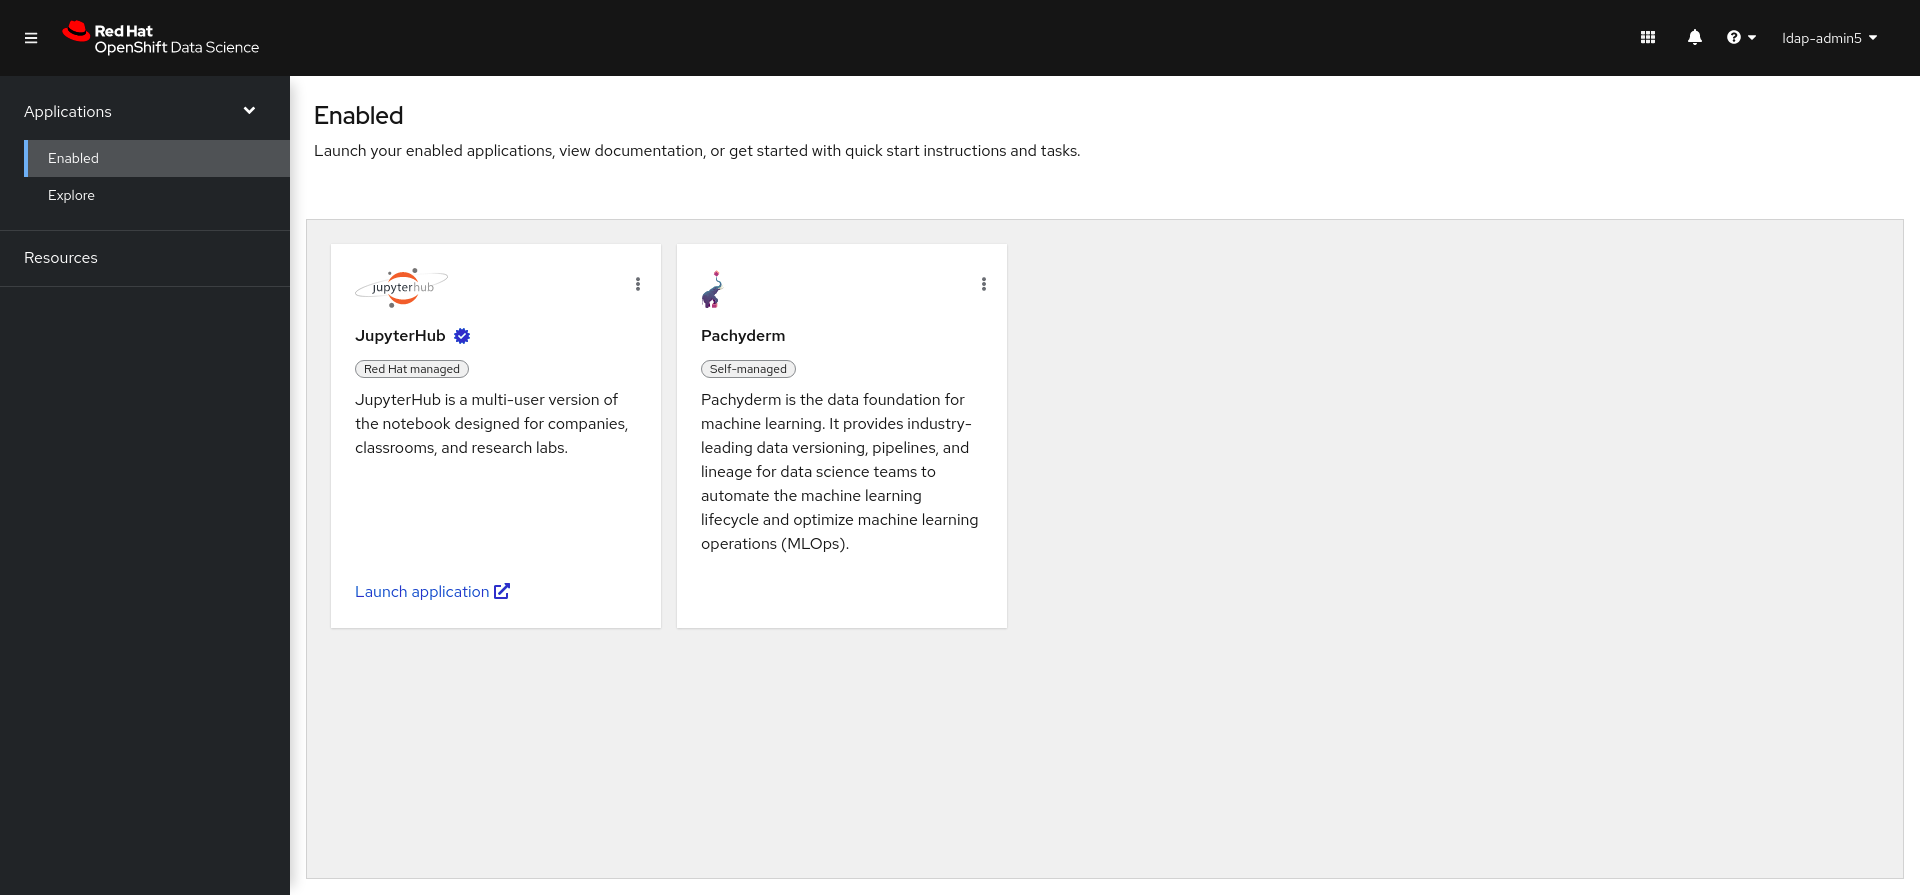 Red Hat
OpenShift Data Science
ldap-admin5
Applications
Enabled
Explore
Resources
Enabled
Launch your enabled applications, view documentation, or get started with quick start instructions and tasks.
jupyterhub
JupyterHub
Red Hat managed
JupyterHub is a multi-user version of
the notebook designed for companies,
classrooms, and research labs.
Launch application
Pachyderm
Self-managed
Pachyderm is the data foundation for
machine learning. It provides industry-
leading data versioning, pipelines, and
lineage for data science teams to
automate the machine learning
lifecycle and optimize machine learning
operations (MLOps).